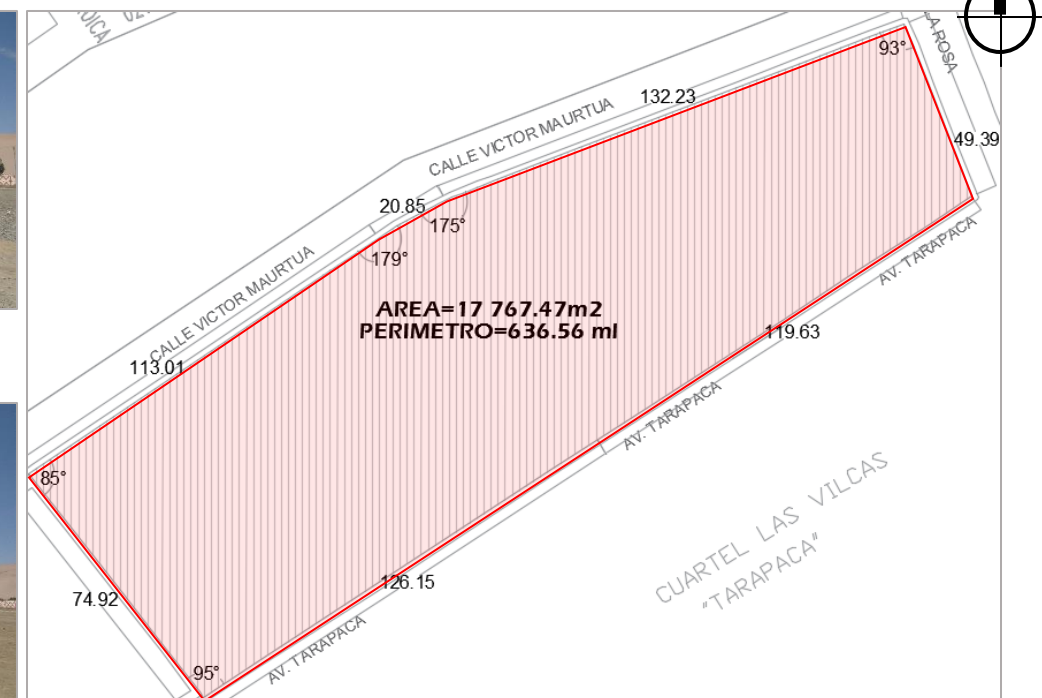 LA ROSA
93°
132.23
CALLE VICTOR MAURTUA
49.39
20.85
175°
179°
AV. TARAPACA
CALLE VICTOR MAURTUA
AREA=17 767.47m2
PERIMETRO=636.56 ml
119.63
113.01
AV. TARAPACA
85°
CUARTEL LAS VILCAS
"TARAPACA"
126.15
74.92
AV. TARAPACA
95°